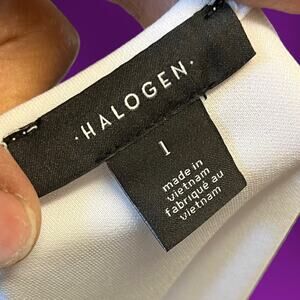 ·HALOGEN·
1
made in
vietnam
fabriqué au
vietnam